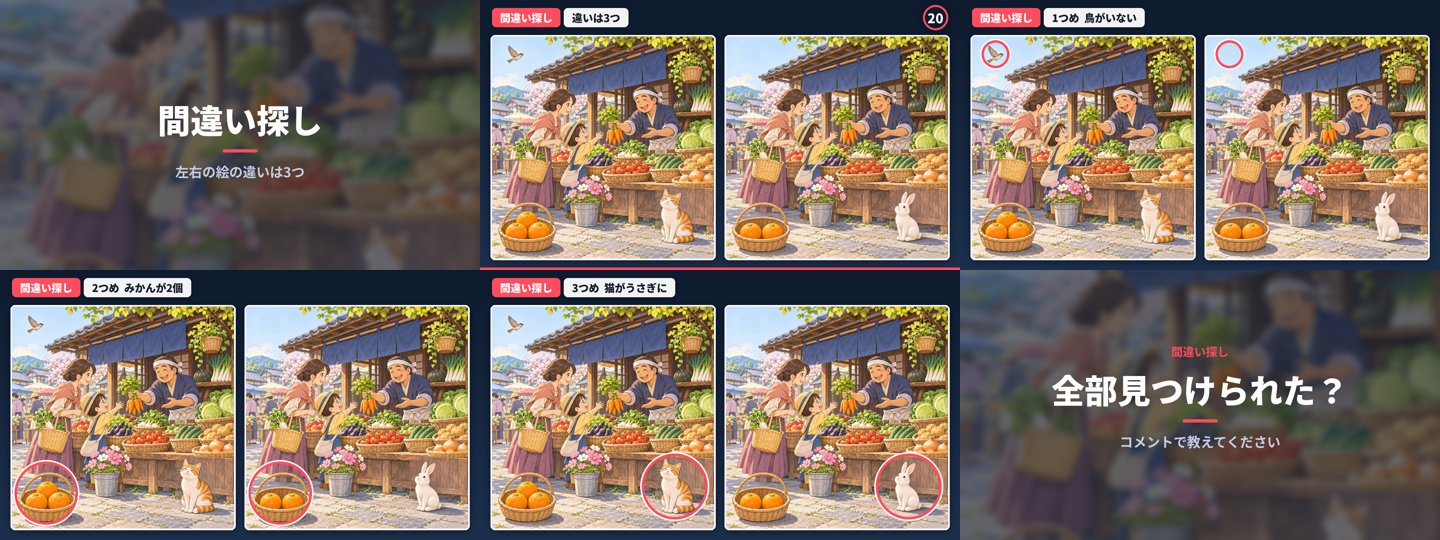 間違い探し
左右の絵の違いは3つ
間違い探し 違いは3つ 20
間違い探し 1つめ 鳥がいない
間違い探し 2つめ みかんが2個
間違い探し 3つめ 猫がうさぎに
間違い探し
全部見つけられた？
コメントで教えてください